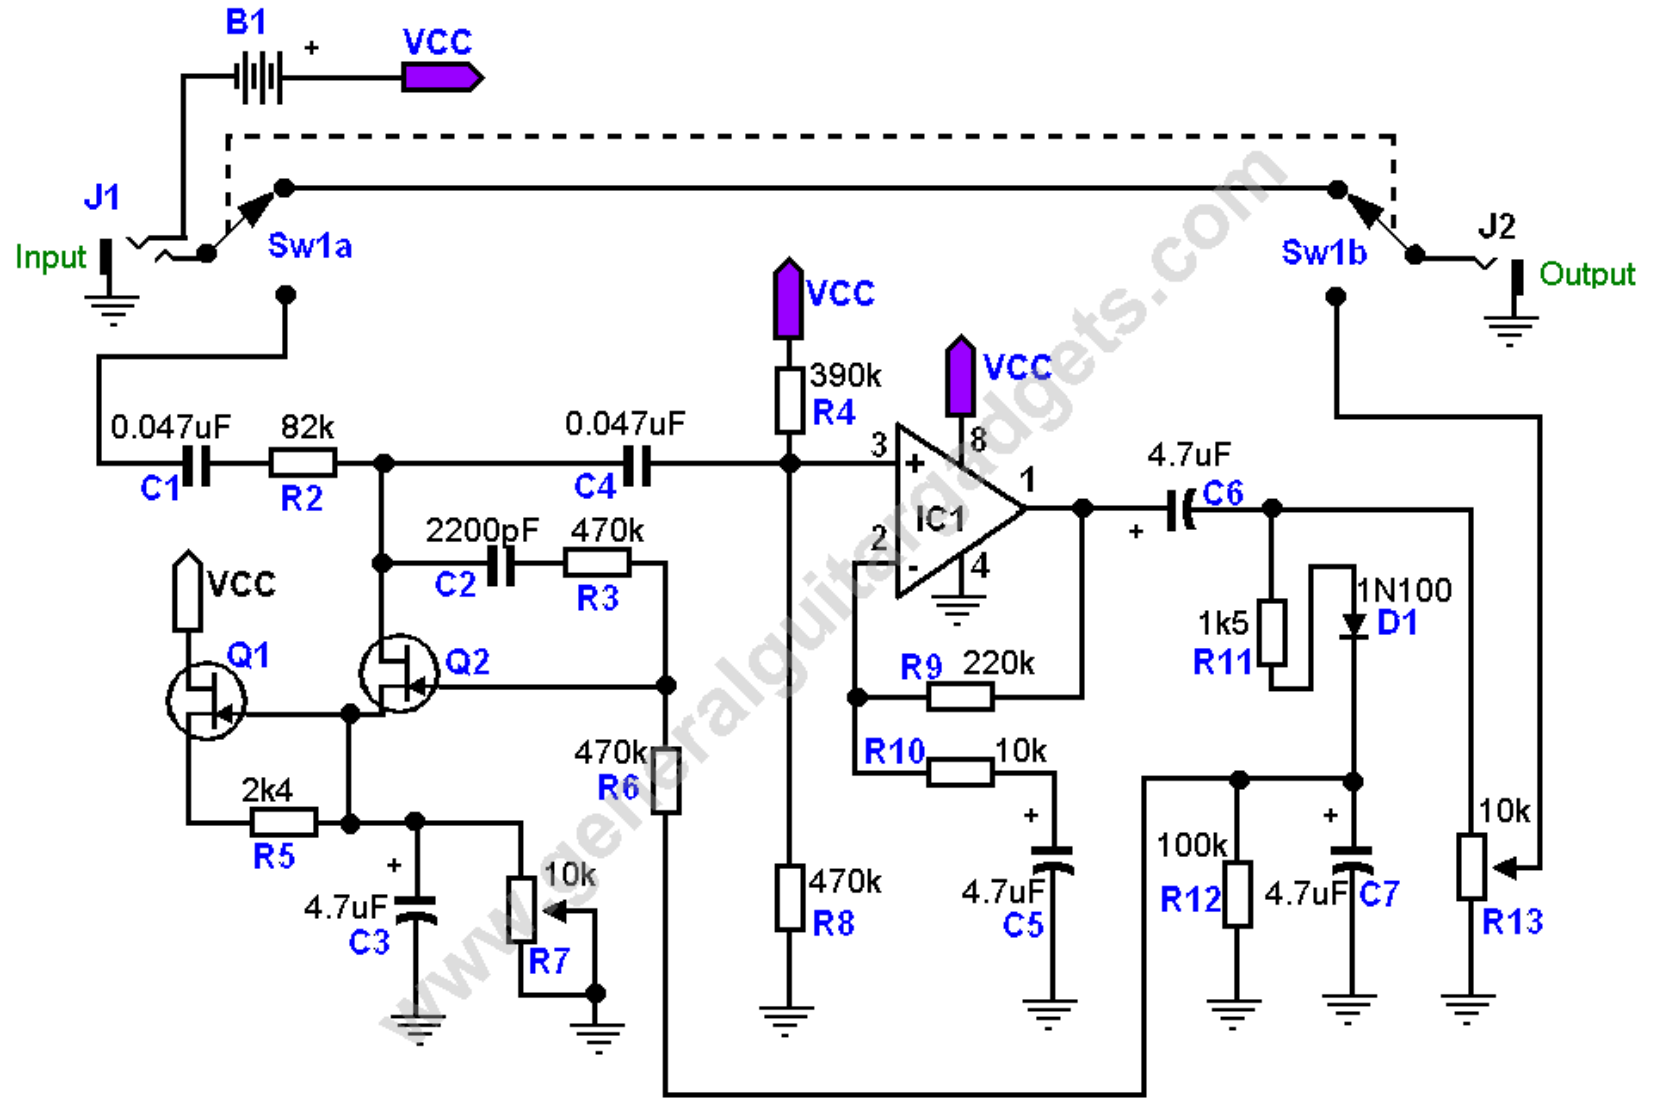 B1
+
VCC
J1
Input
Sw1a
Sw1b
J2
Output
VCC
390k
R4
VCC
0.047uF
C1
82k
R2
0.047uF
C4
3
+
8
1
IC1
2
-
4
4.7uF
C6
+
2200pF
C2
470k
R3
VCC
Q1
Q2
1N100
D1
1k5
R11
R9
220k
R10
10k
470k
R6
2k4
R5
+
4.7uF
C3
10k
R7
470k
R8
+
4.7uF
C5
100k
R12
+
4.7uF
C7
10k
R13
www.generalguitargadgets.com